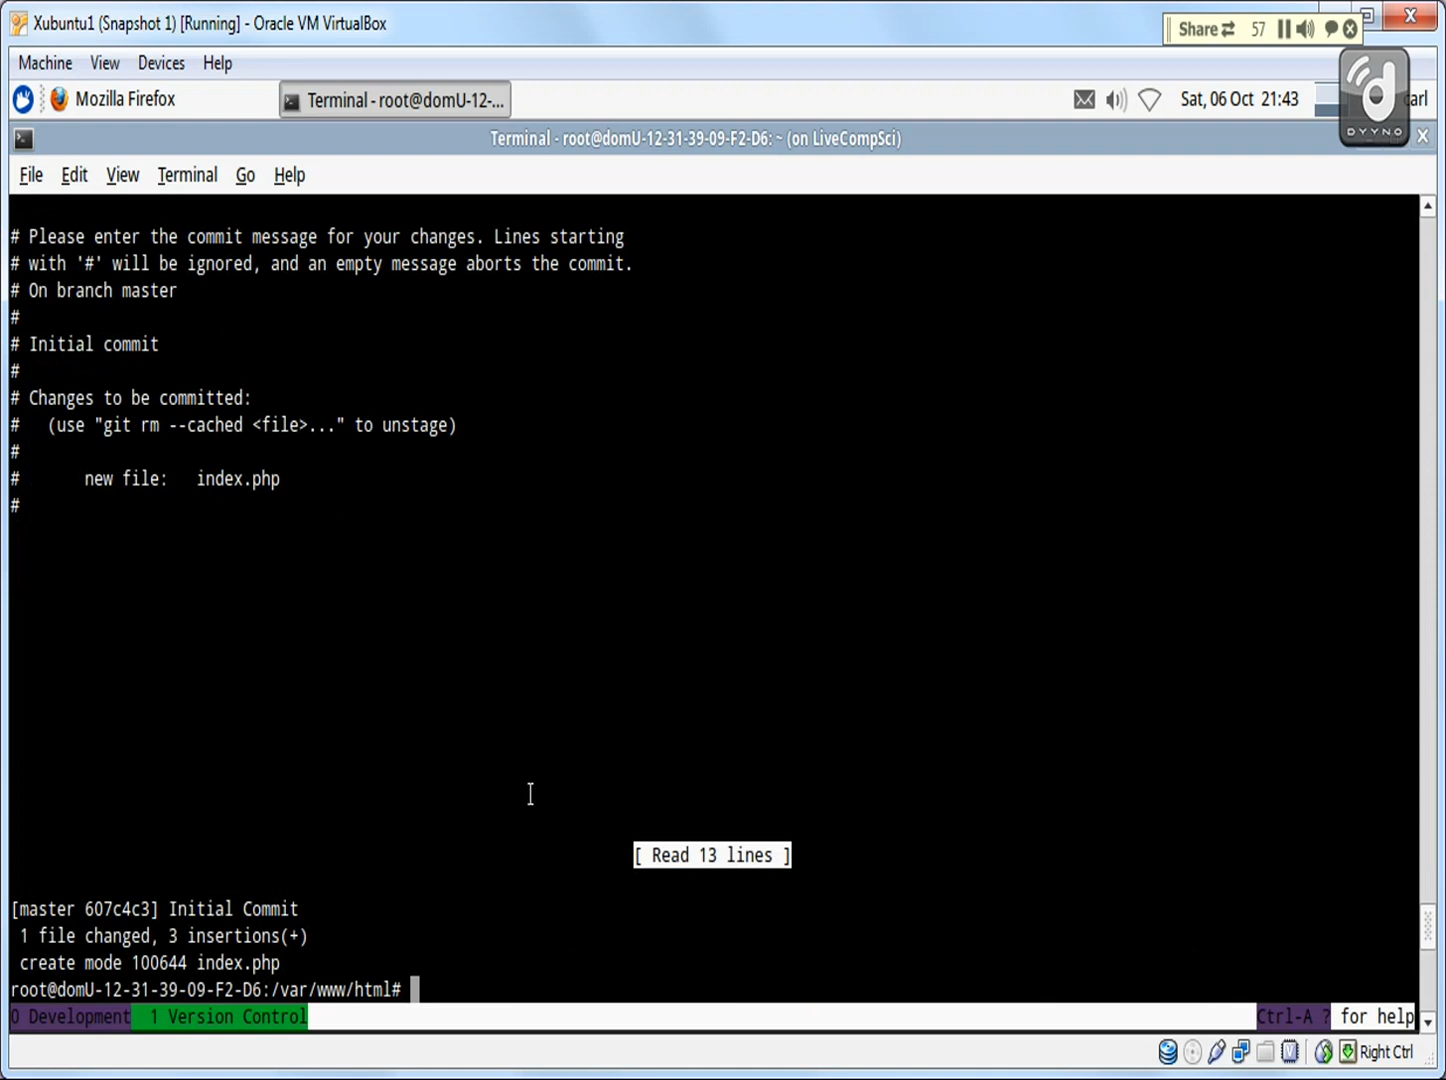 Xubuntu1 (Snapshot 1) [Running] - Oracle VM VirtualBox
Share 57
Machine View Devices Help
Mozilla Firefox
Terminal - root@domU-12-...
Sat, 06 Oct 21:43
carl
DYYNO
Terminal - root@domU-12-31-39-09-F2-D6: ~ (on LiveCompSci)
File Edit View Terminal Go Help
# Please enter the commit message for your changes. Lines starting
# with '#' will be ignored, and an empty message aborts the commit.
# On branch master
#
# Initial commit
#
# Changes to be committed:
#   (use "git rm --cached <file>..." to unstage)
#
#       new file:   index.php
#
[ Read 13 lines ]
[master 607c4c3] Initial Commit
 1 file changed, 3 insertions(+)
 create mode 100644 index.php
root@domU-12-31-39-09-F2-D6:/var/www/html#
0 Development  1 Version Control
Ctrl-A ? for help
Right Ctrl